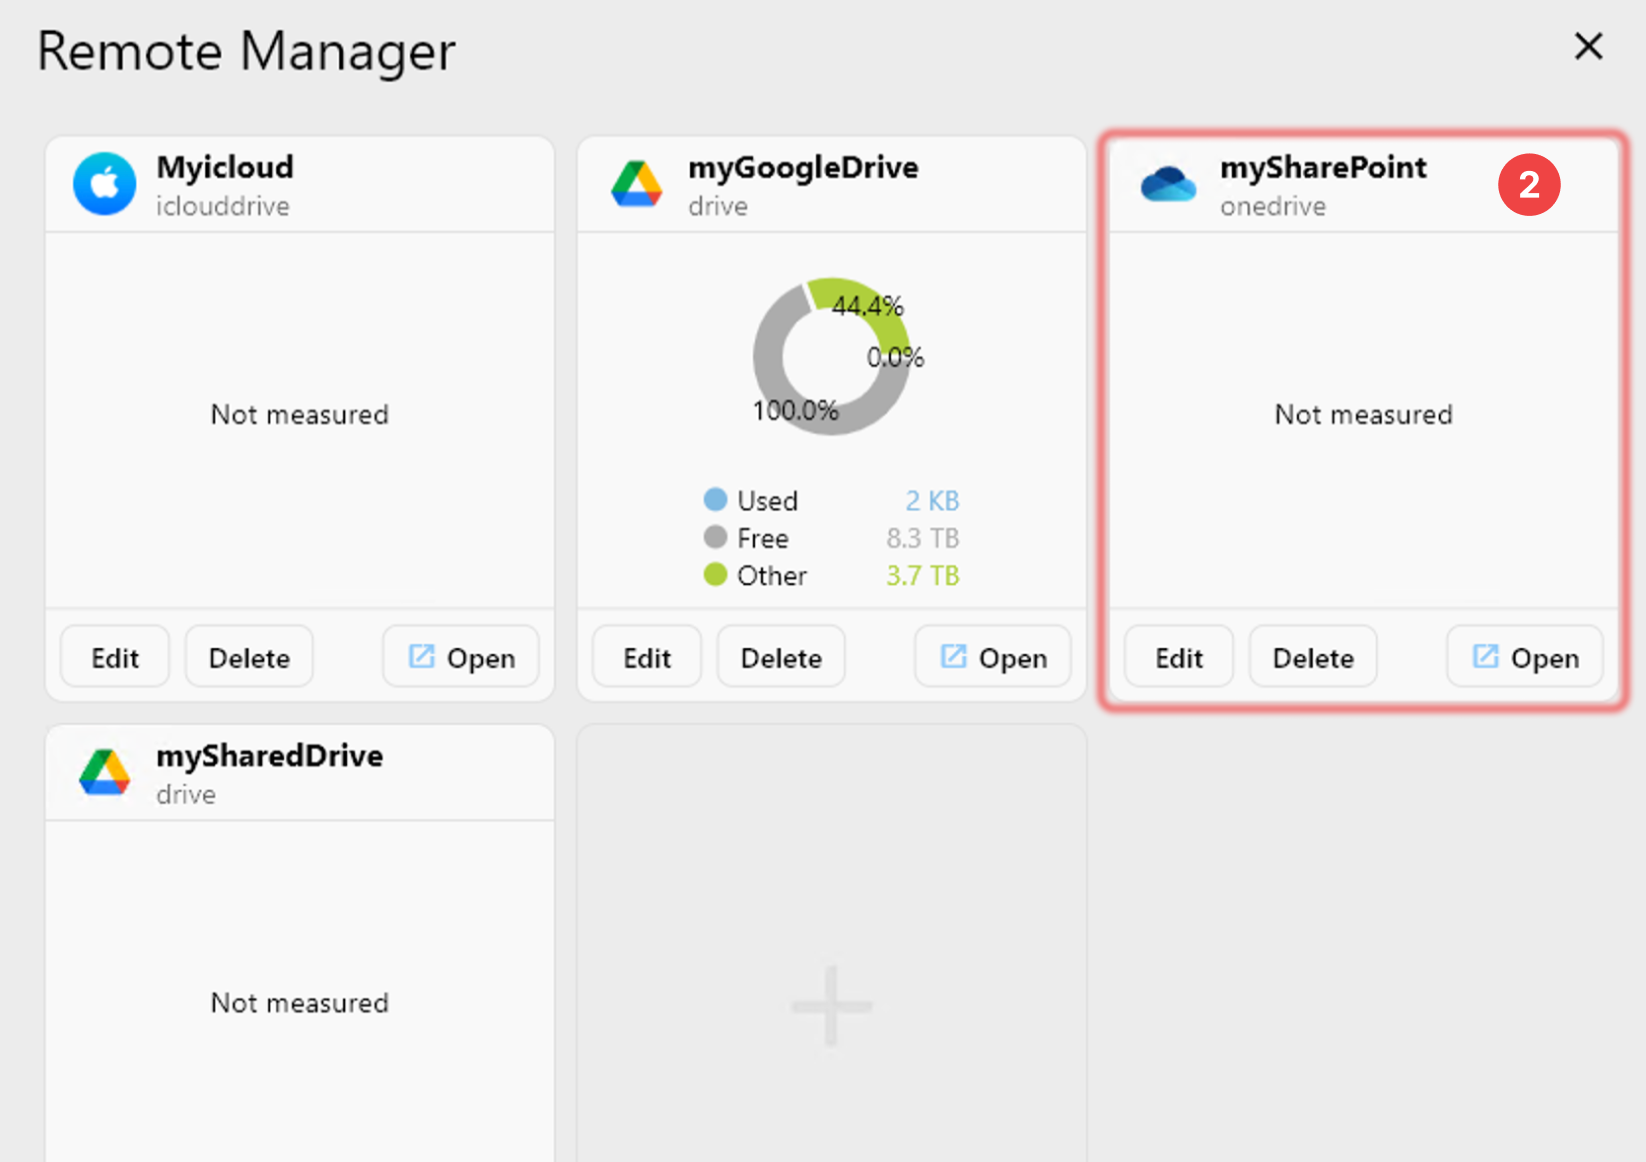 Remote Manager
Myicloud
iclouddrive
Not measured
Edit Delete Open
myGoogleDrive
drive
44.4%
0.0%
100.0%
Used 2 KB
Free 8.3 TB
Other 3.7 TB
Edit Delete Open
mySharePoint 2
onedrive
Not measured
Edit Delete Open
mySharedDrive
drive
Not measured